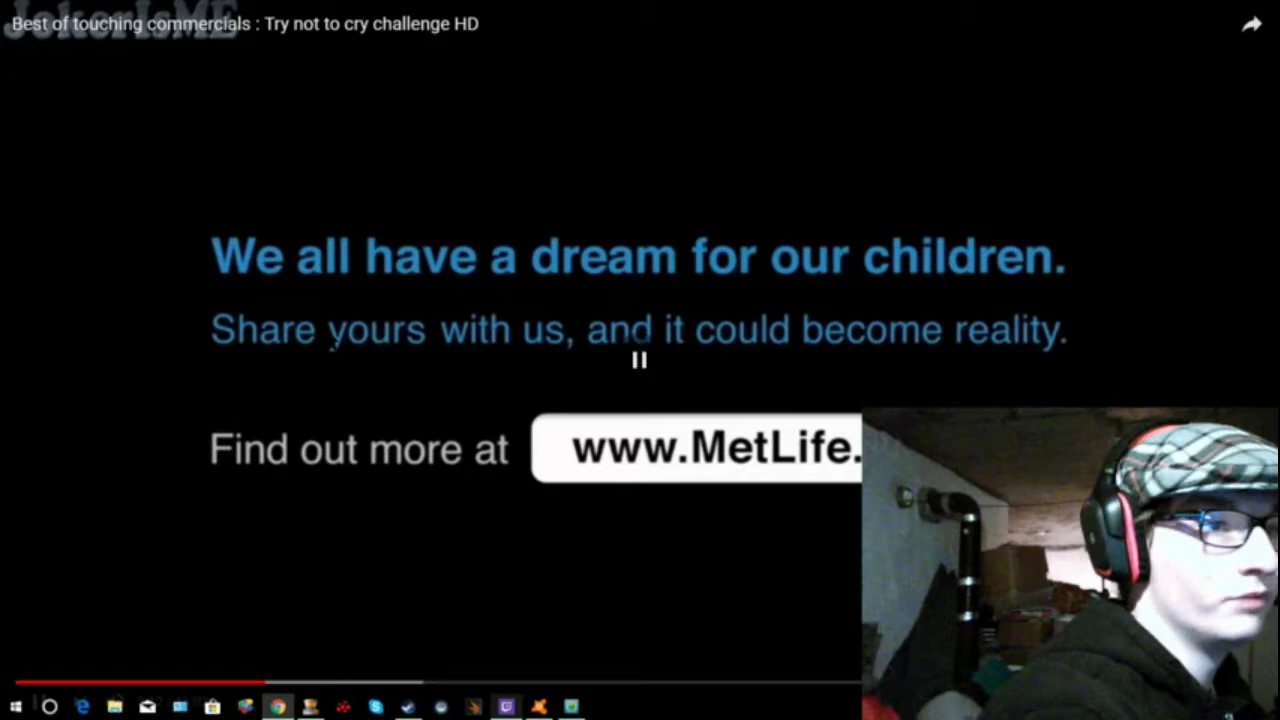 JokerIsME
Best of touching commercials : Try not to cry challenge HD
We all have a dream for our children.
Share yours with us, and it could become reality.
Find out more at www.MetLife.